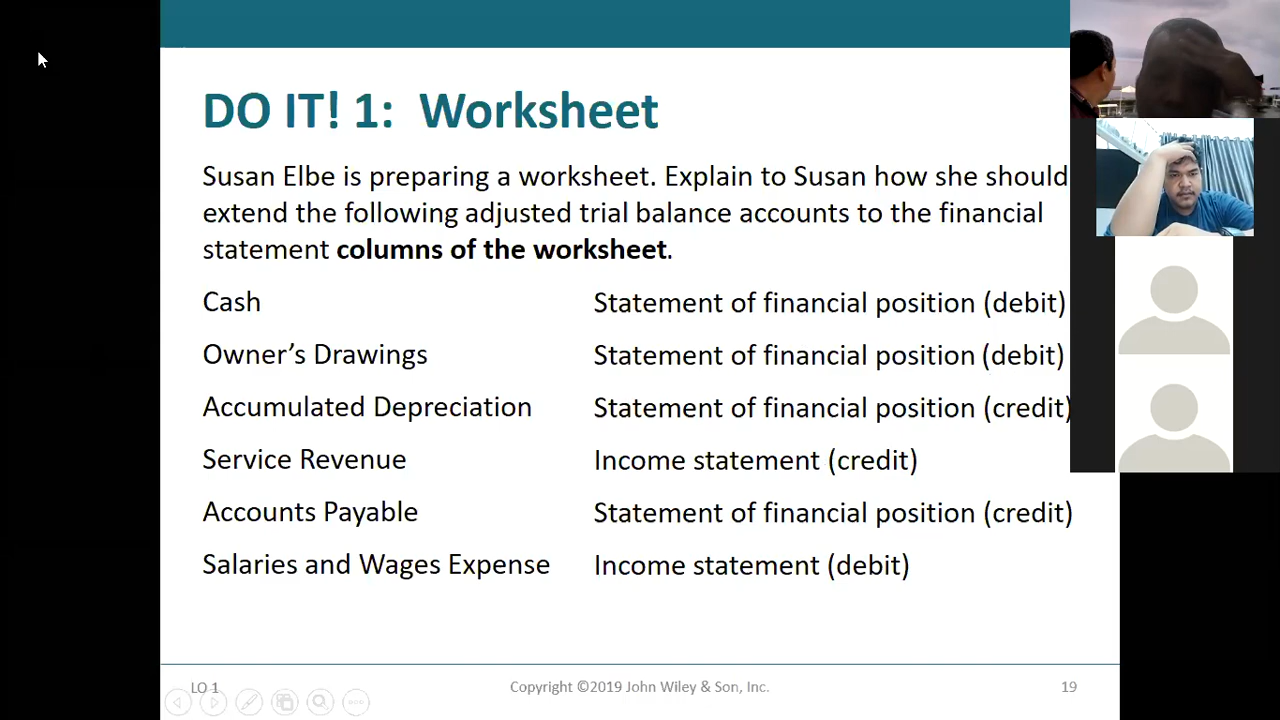 DO IT! 1: Worksheet
Susan Elbe is preparing a worksheet. Explain to Susan how she should
extend the following adjusted trial balance accounts to the financial
statement columns of the worksheet.
Cash Statement of financial position (debit)
Owner’s Drawings Statement of financial position (debit)
Accumulated Depreciation Statement of financial position (credit)
Service Revenue Income statement (credit)
Accounts Payable Statement of financial position (credit)
Salaries and Wages Expense Income statement (debit)
LO 1 Copyright ©2019 John Wiley & Son, Inc. 19